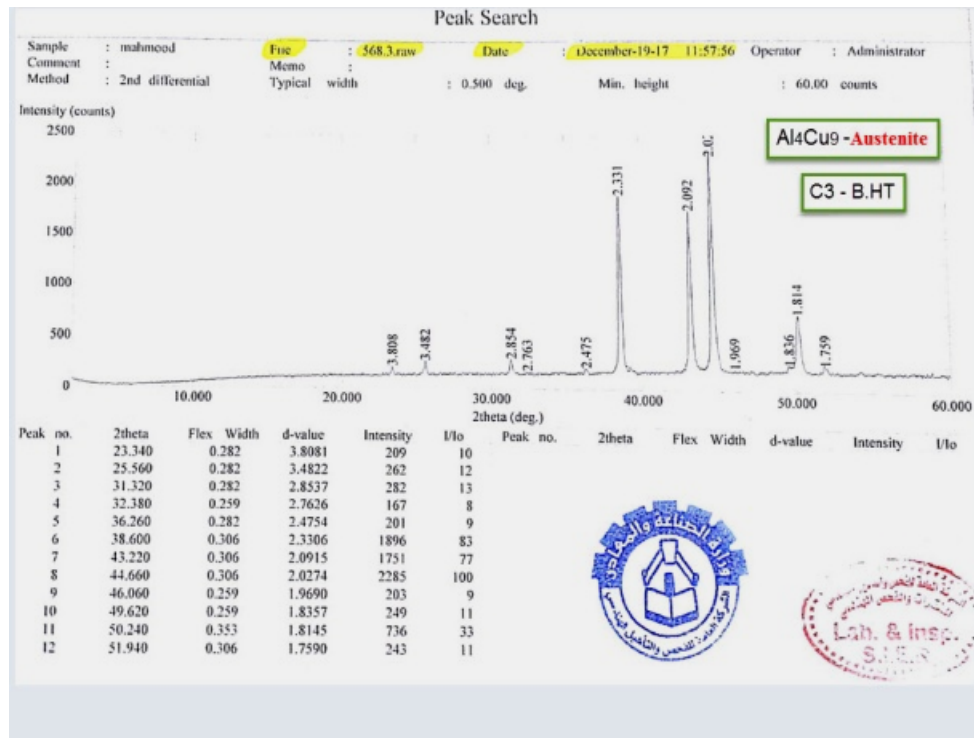 Peak Search
Sample : mahmood File : 568.3.raw Date : December-19-17 11:57:56 Operator : Administrator
Comment : Memo :
Method : 2nd differential Typical width : 0.500 deg. Min. height : 60.00 counts
Intensity (counts)
2500
2000
1500
1000
500
0
3.808 3.482 2.854 2.763 2.475 2.331 2.092 1.969 1.836 1.814 1.759
Al4Cu9 -Austenite
C3 - B.HT
10.000 20.000 30.000 40.000 50.000 60.000
2theta (deg.)
Peak no. 2theta Flex Width d-value Intensity I/Io Peak no. 2theta Flex Width d-value Intensity I/Io
1 23.340 0.282 3.8081 209 10
2 25.560 0.282 3.4822 262 12
3 31.320 0.282 2.8537 282 13
4 32.380 0.259 2.7626 167 8
5 36.260 0.282 2.4754 201 9
6 38.600 0.306 2.3306 1896 83
7 43.220 0.306 2.0915 1751 77
8 44.660 0.306 2.0274 2285 100
9 46.060 0.259 1.9690 203 9
10 49.620 0.259 1.8357 249 11
11 50.240 0.353 1.8145 736 33
12 51.940 0.306 1.7590 243 11
وزارة الصناعة والمعادن
الشركة العامة للفحص والتأهيل الهندسي
Lab. & Insp.
S.I.E.R